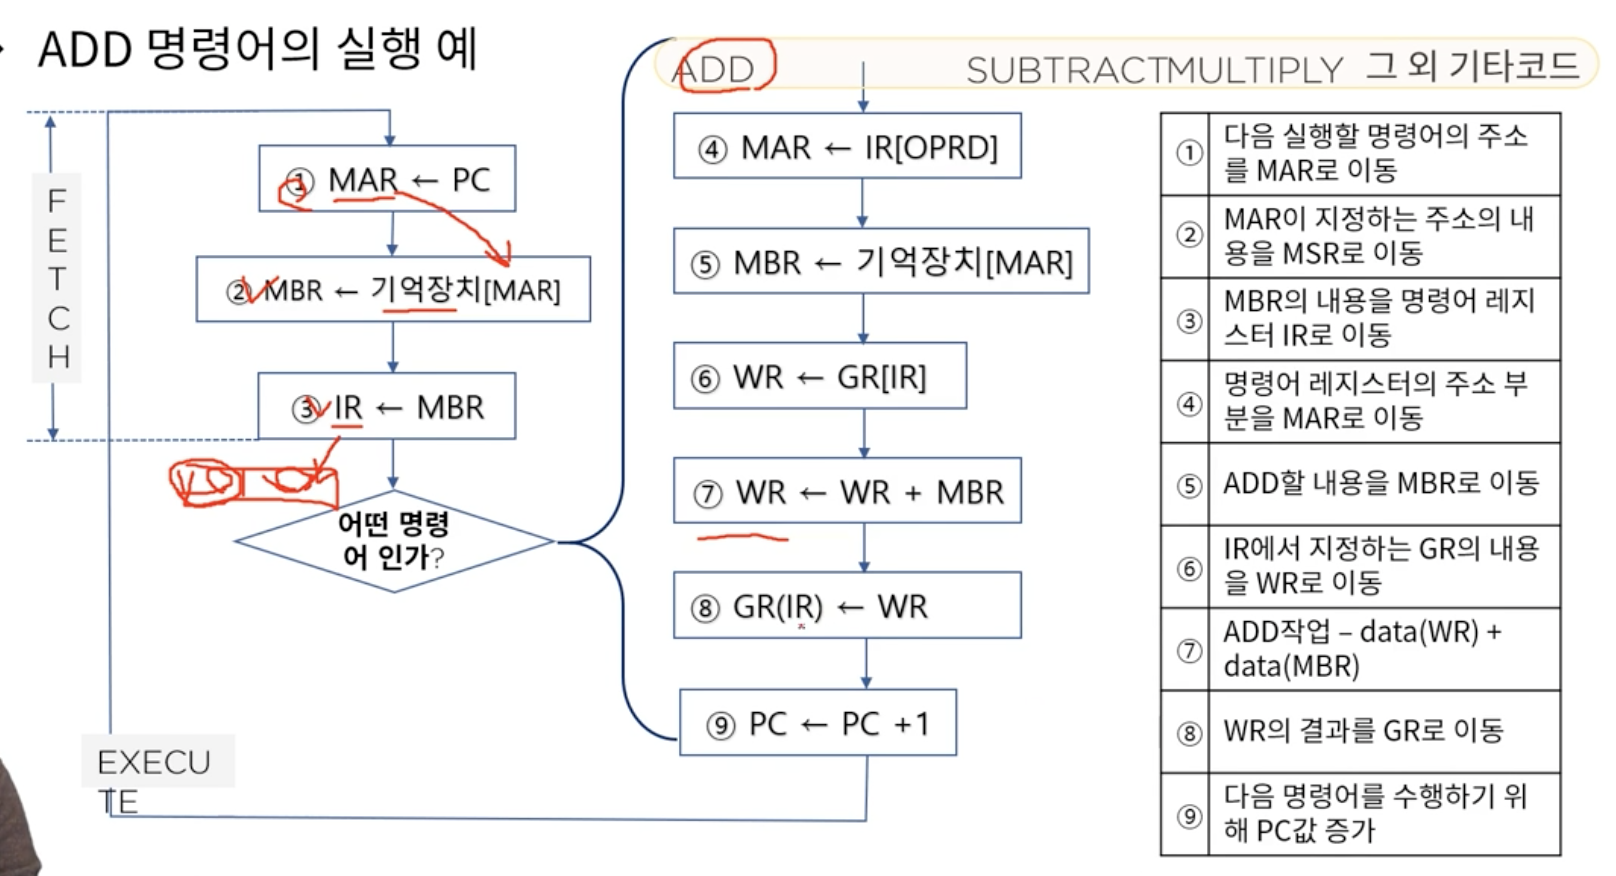 ADD 명령어의 실행 예
F
E
T
C
H
① MAR ← PC
② MBR ← 기억장치[MAR]
③ IR ← MBR
어떤 명령
어 인가?
EXECU
TE
ADD
SUBTRACTMULTIPLY 그 외 기타코드
④ MAR ← IR[OPRD]
⑤ MBR ← 기억장치[MAR]
⑥ WR ← GR[IR]
⑦ WR ← WR + MBR
⑧ GR(IR) ← WR
⑨ PC ← PC +1
① 다음 실행할 명령어의 주소
를 MAR로 이동
② MAR이 지정하는 주소의 내
용을 MSR로 이동
③ MBR의 내용을 명령어 레지
스터 IR로 이동
④ 명령어 레지스터의 주소 부
분을 MAR로 이동
⑤ ADD할 내용을 MBR로 이동
⑥ IR에서 지정하는 GR의 내용
을 WR로 이동
⑦ ADD작업 – data(WR) +
data(MBR)
⑧ WR의 결과를 GR로 이동
⑨ 다음 명령어를 수행하기 위
해 PC값 증가